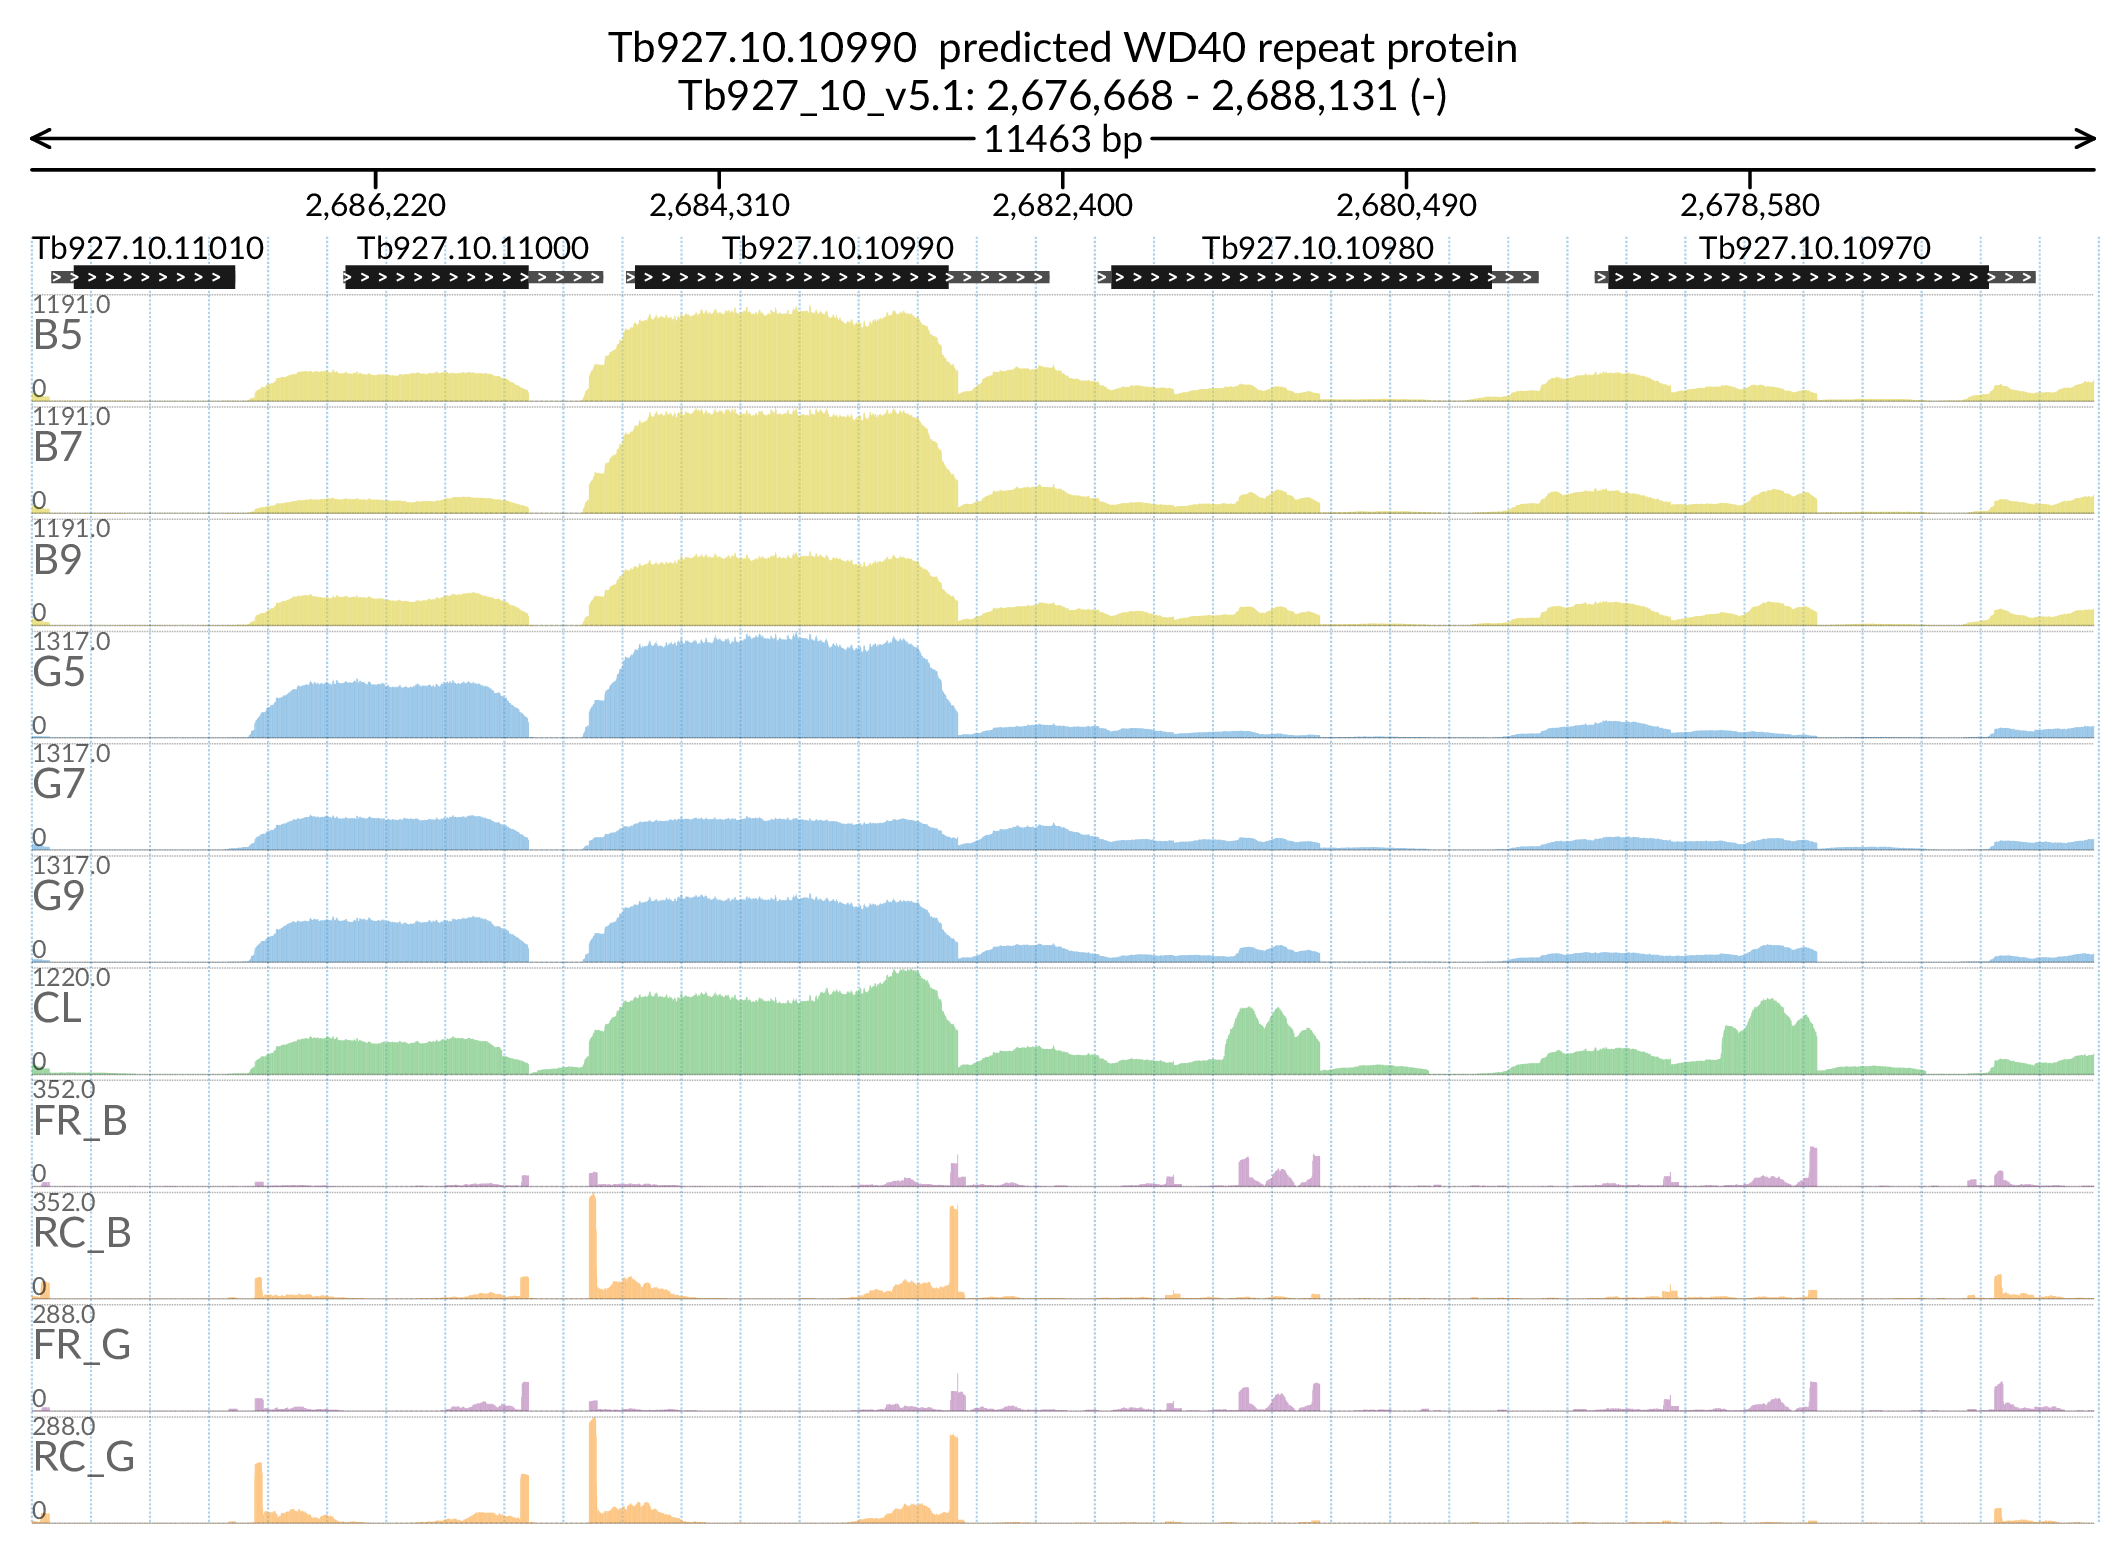 Tb927.10.10990  predicted WD40 repeat protein
Tb927_10_v5.1: 2,676,668 - 2,688,131 (-)
11463 bp
2,686,220 2,684,310 2,682,400 2,680,490 2,678,580
Tb927.10.11010 Tb927.10.11000 Tb927.10.10990 Tb927.10.10980 Tb927.10.10970
1191.0
B5
0
1191.0
B7
0
1191.0
B9
0
1317.0
G5
0
1317.0
G7
0
1317.0
G9
0
1220.0
CL
0
352.0
FR_B
0
352.0
RC_B
0
288.0
FR_G
0
288.0
RC_G
0